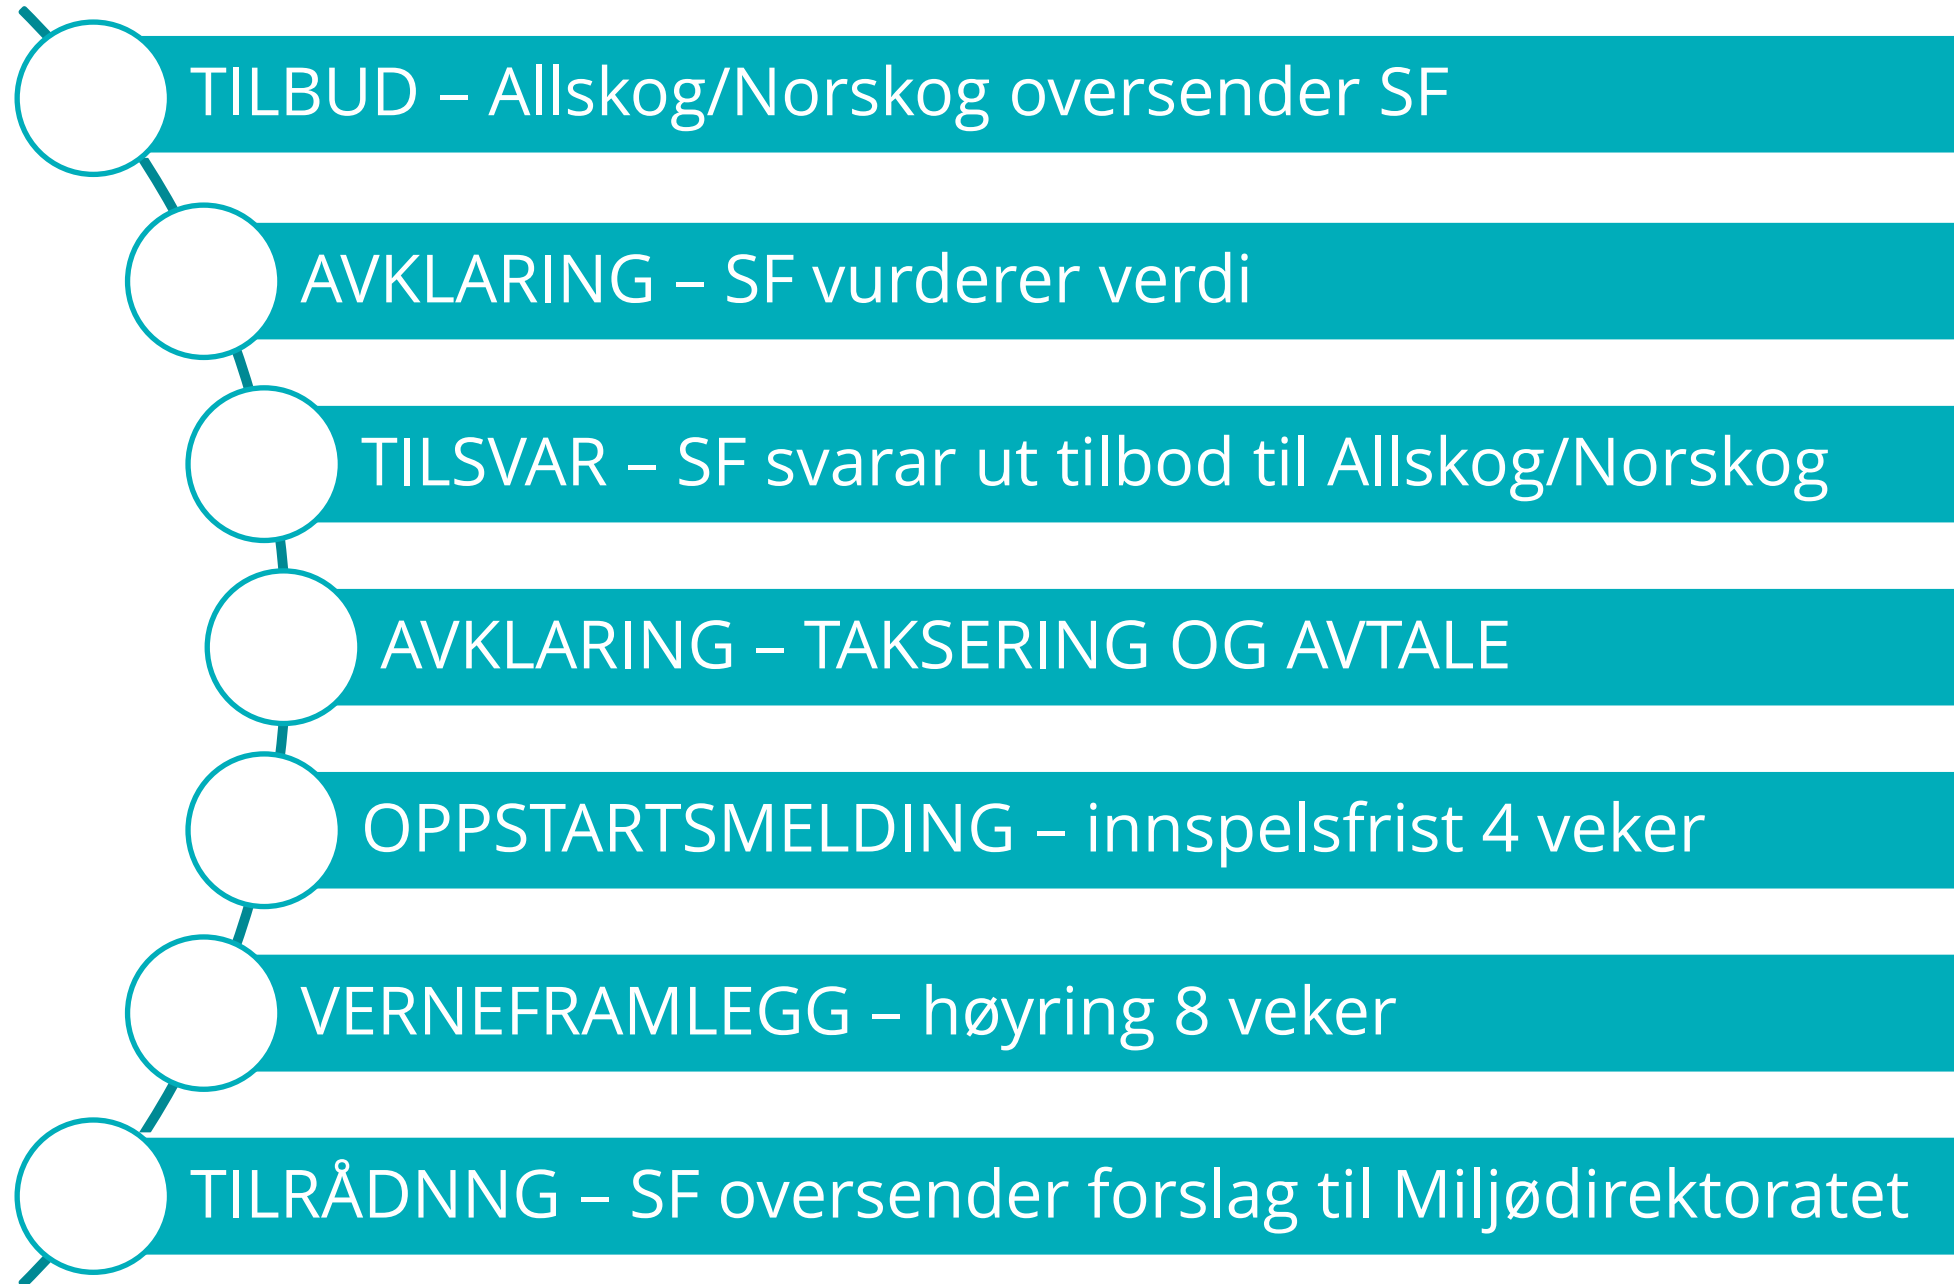 TILBUD – Allskog/Norskog oversender SF
AVKLARING – SF vurderer verdi
TILSVAR – SF svarar ut tilbod til Allskog/Norskog
AVKLARING – TAKSERING OG AVTALE
OPPSTARTSMELDING – innspelsfrist 4 veker
VERNEFRAMLEGG – høyring 8 veker
TILRÅDNNG – SF oversender forslag til Miljødirektoratet